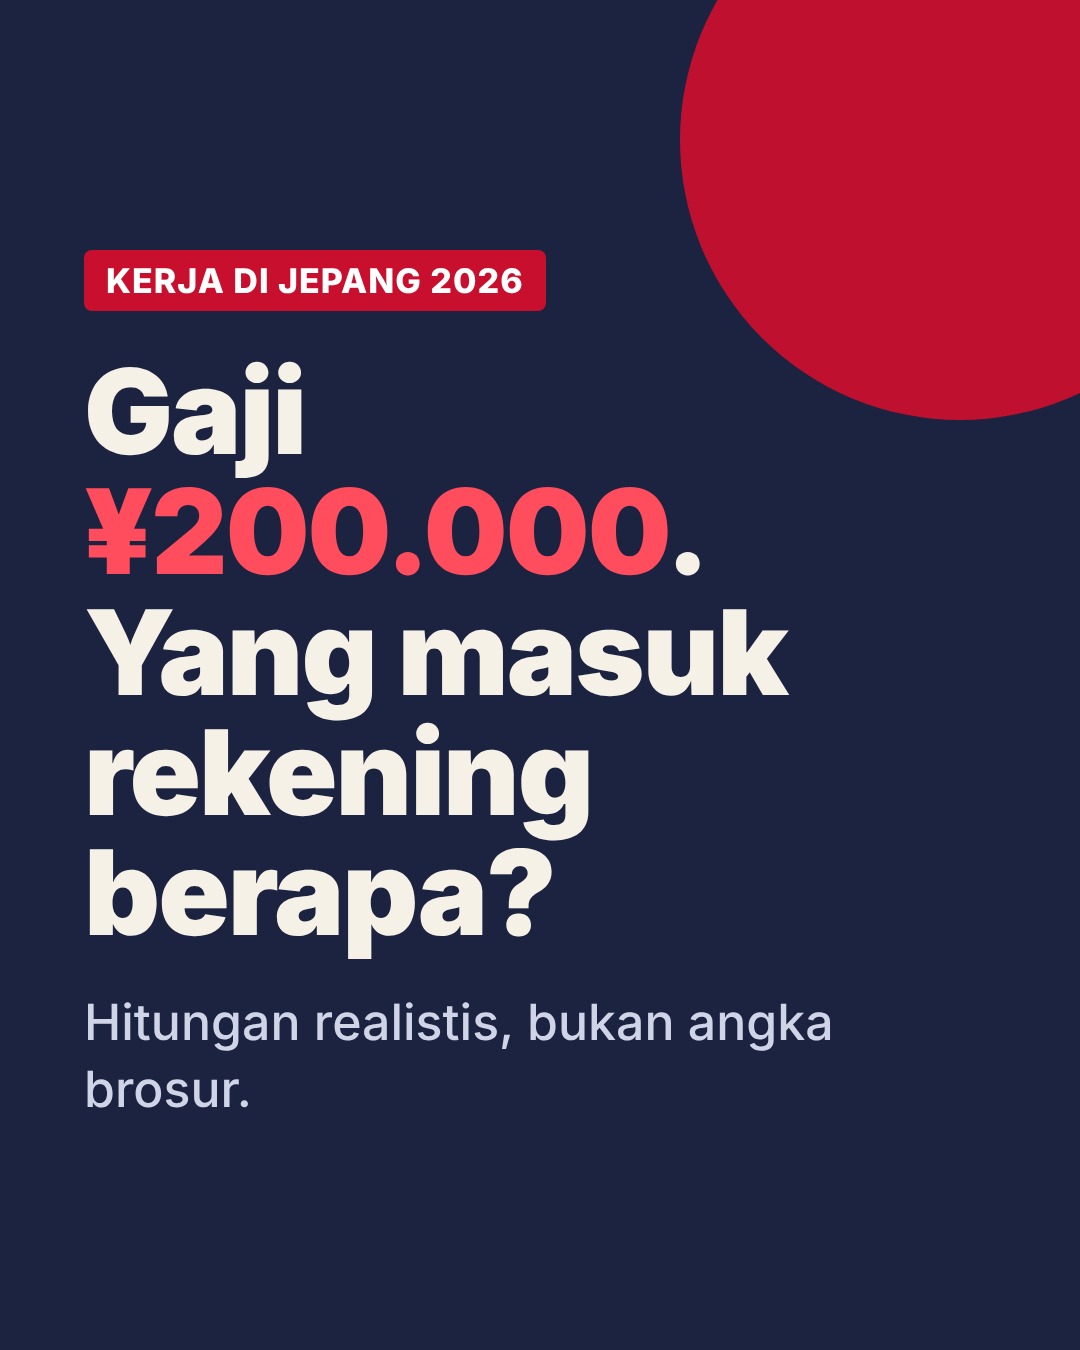 KERJA DI JEPANG 2026
Gaji
¥200.000.
Yang masuk
rekening
berapa?
Hitungan realistis, bukan angka
brosur.